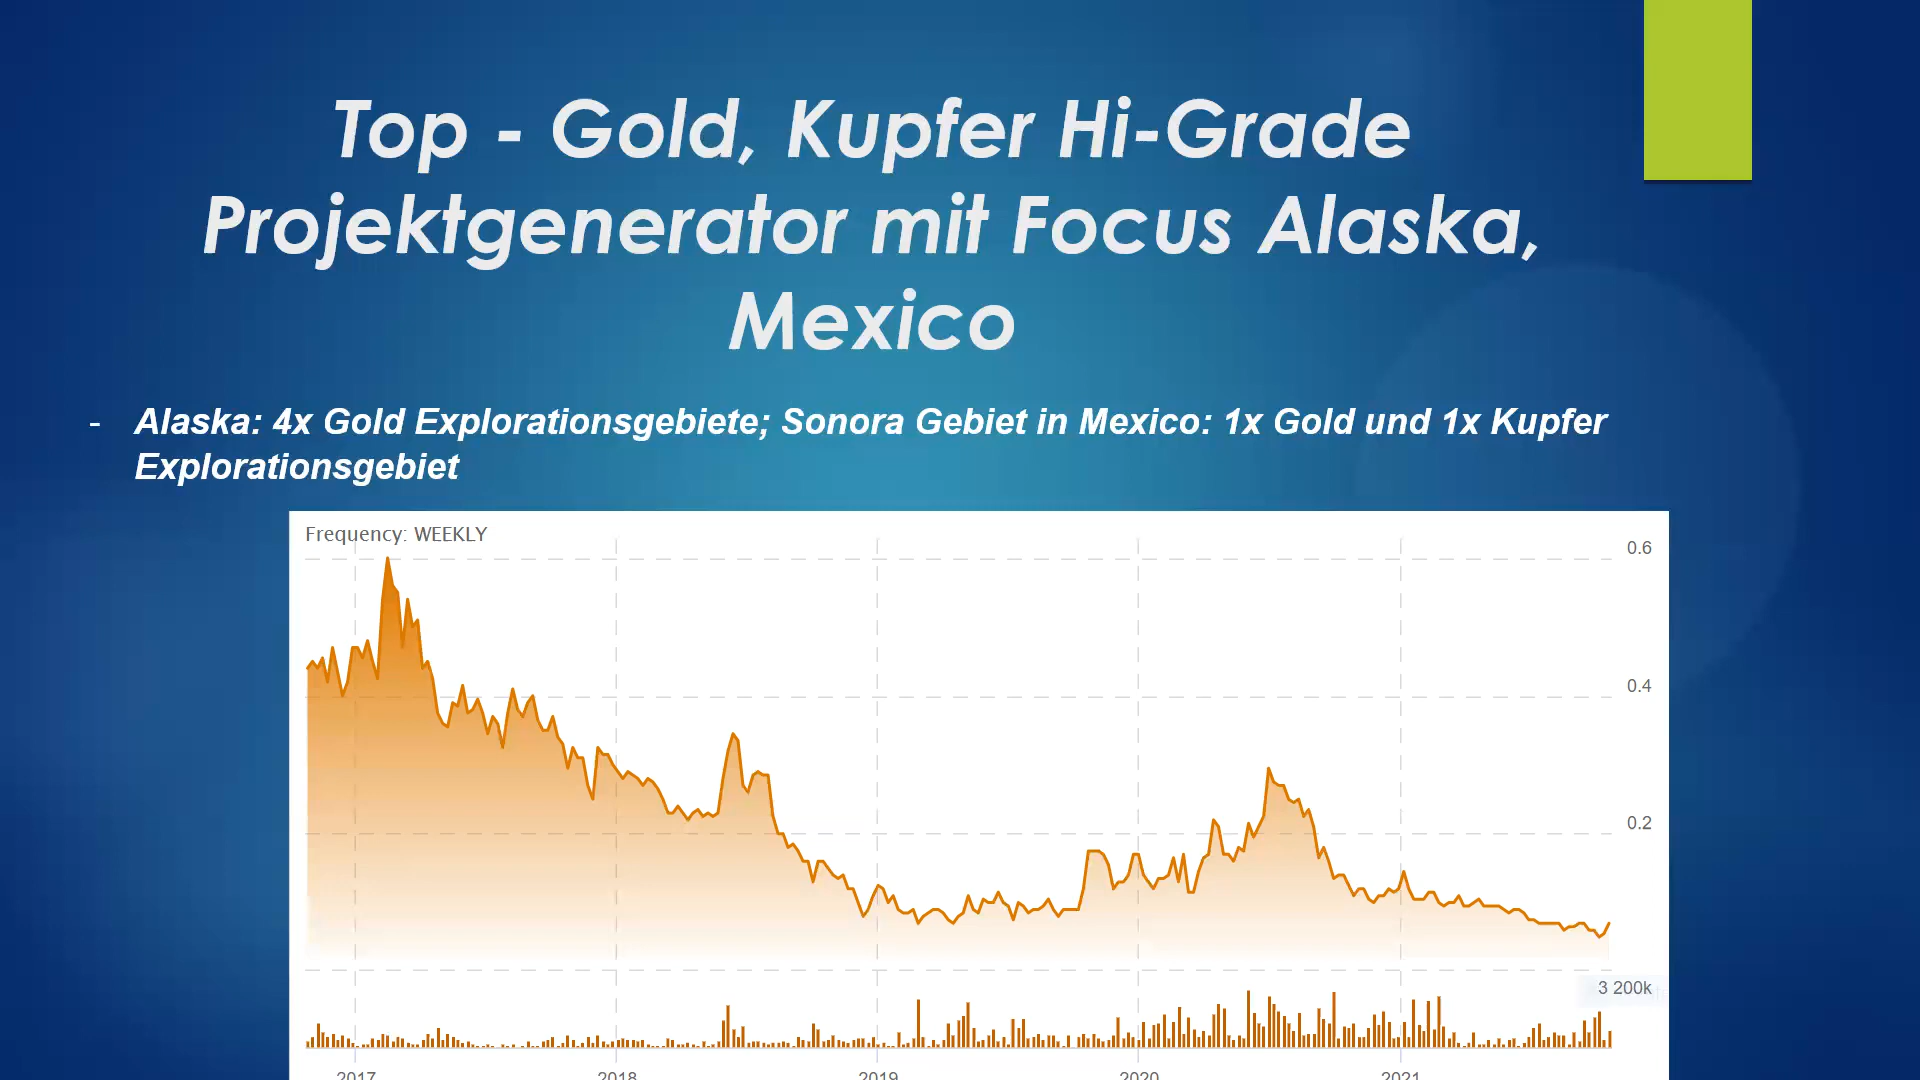 Top - Gold, Kupfer Hi-Grade
Projektgenerator mit Focus Alaska,
Mexico
- Alaska: 4x Gold Explorationsgebiete; Sonora Gebiet in Mexico: 1x Gold und 1x Kupfer
Explorationsgebiet
Frequency: WEEKLY
0.6
0.4
0.2
3 200k
2017 2018 2019 2020 2021